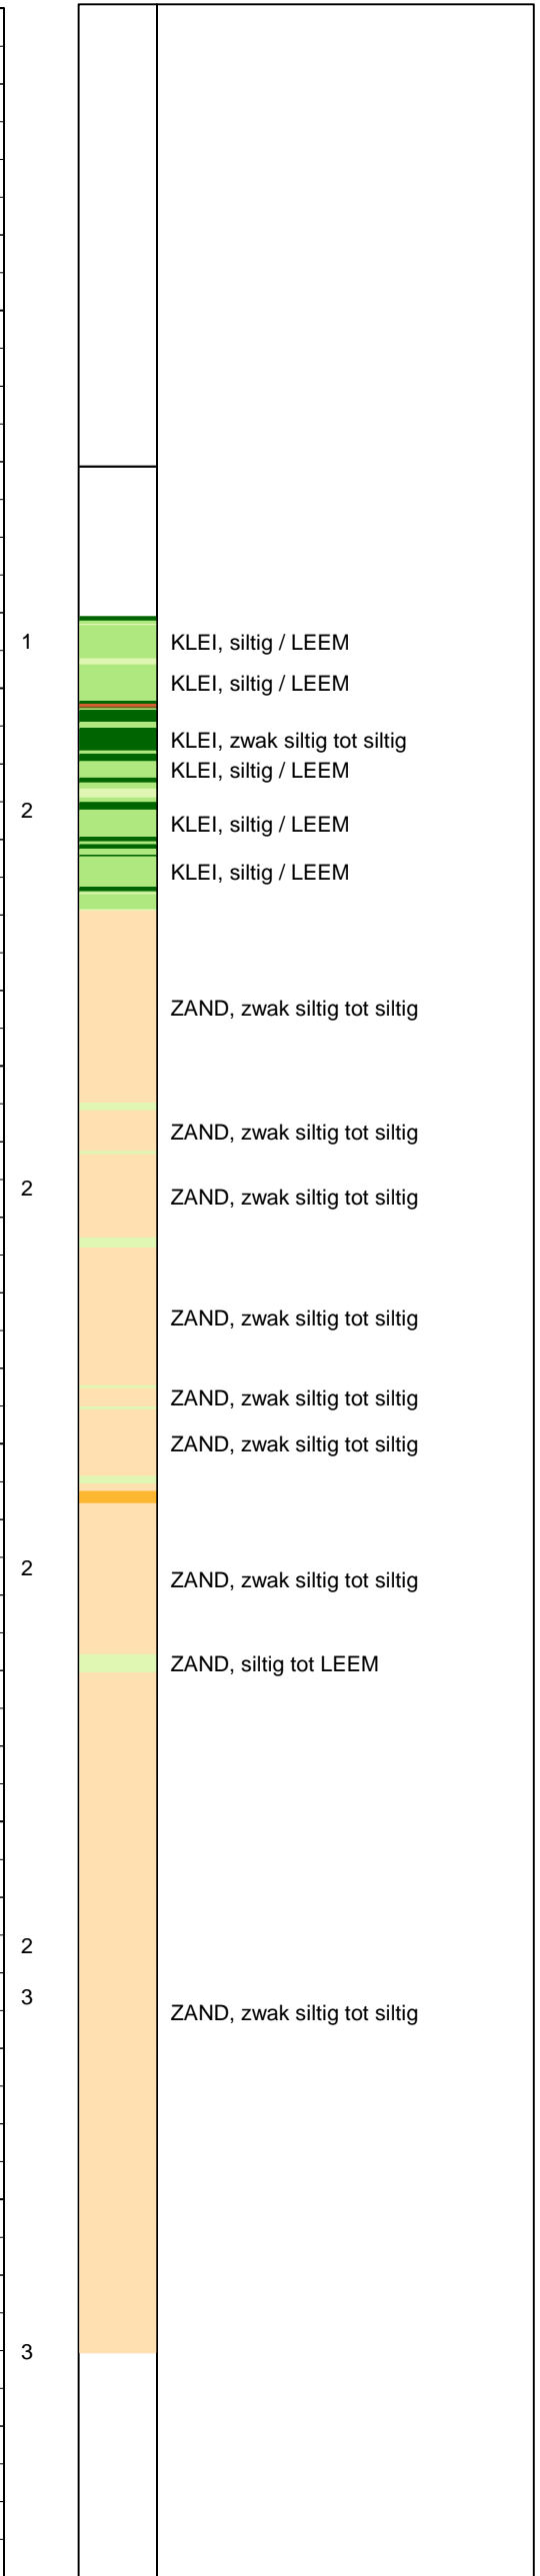 1
KLEI, siltig / LEEM
KLEI, siltig / LEEM
KLEI, zwak siltig tot siltig
KLEI, siltig / LEEM
2
KLEI, siltig / LEEM
KLEI, siltig / LEEM
ZAND, zwak siltig tot siltig
ZAND, zwak siltig tot siltig
2
ZAND, zwak siltig tot siltig
ZAND, zwak siltig tot siltig
ZAND, zwak siltig tot siltig
ZAND, zwak siltig tot siltig
2
ZAND, zwak siltig tot siltig
ZAND, siltig tot LEEM
2
3
ZAND, zwak siltig tot siltig
3